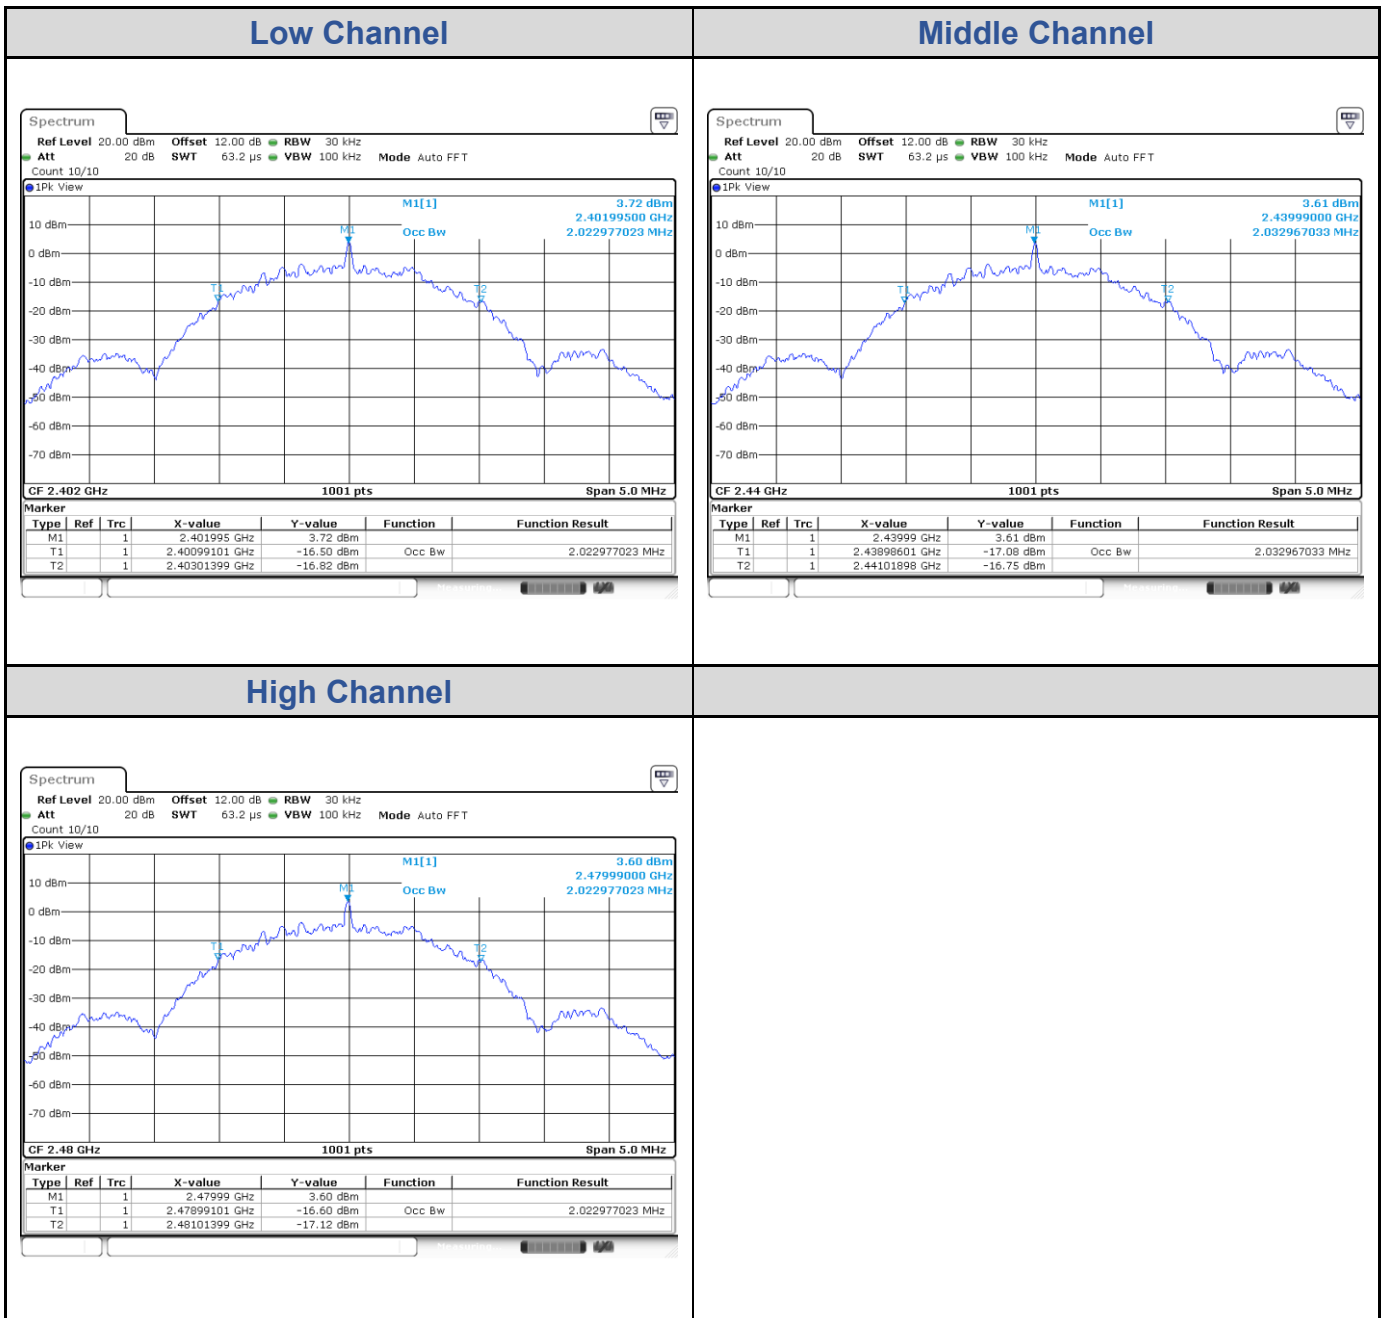 Low Channel
Middle Channel
Spectrum
Ref Level 20.00 dBm Offset 12.00 dB RBW 30 kHz
Att 20 dB SWT 63.2 µs VBW 100 kHz Mode Auto FFT
Count 10/10
1Pk View
M1[1] 3.72 dBm
2.40199500 GHz
Occ Bw 2.022977023 MHz
10 dBm
M1
0 dBm
-10 dBm
T1 T2
-20 dBm
-30 dBm
-40 dBm
-50 dBm
-60 dBm
-70 dBm
CF 2.402 GHz 1001 pts Span 5.0 MHz
Marker
Type Ref Trc X-value Y-value Function Function Result
M1 1 2.401995 GHz 3.72 dBm
T1 1 2.40099101 GHz -16.50 dBm Occ Bw 2.022977023 MHz
T2 1 2.40301399 GHz -16.82 dBm
Spectrum
Ref Level 20.00 dBm Offset 12.00 dB RBW 30 kHz
Att 20 dB SWT 63.2 µs VBW 100 kHz Mode Auto FFT
Count 10/10
1Pk View
M1[1] 3.61 dBm
2.43999000 GHz
Occ Bw 2.032967033 MHz
10 dBm
M1
0 dBm
-10 dBm
T1 T2
-20 dBm
-30 dBm
-40 dBm
-50 dBm
-60 dBm
-70 dBm
CF 2.44 GHz 1001 pts Span 5.0 MHz
Marker
Type Ref Trc X-value Y-value Function Function Result
M1 1 2.43999 GHz 3.61 dBm
T1 1 2.43898601 GHz -17.08 dBm Occ Bw 2.032967033 MHz
T2 1 2.44101898 GHz -16.75 dBm
High Channel
Spectrum
Ref Level 20.00 dBm Offset 12.00 dB RBW 30 kHz
Att 20 dB SWT 63.2 µs VBW 100 kHz Mode Auto FFT
Count 10/10
1Pk View
M1[1] 3.60 dBm
2.47999000 GHz
Occ Bw 2.022977023 MHz
10 dBm
M1
0 dBm
-10 dBm
T1 T2
-20 dBm
-30 dBm
-40 dBm
-50 dBm
-60 dBm
-70 dBm
CF 2.48 GHz 1001 pts Span 5.0 MHz
Marker
Type Ref Trc X-value Y-value Function Function Result
M1 1 2.47999 GHz 3.60 dBm
T1 1 2.47899101 GHz -16.60 dBm Occ Bw 2.022977023 MHz
T2 1 2.48101399 GHz -17.12 dBm